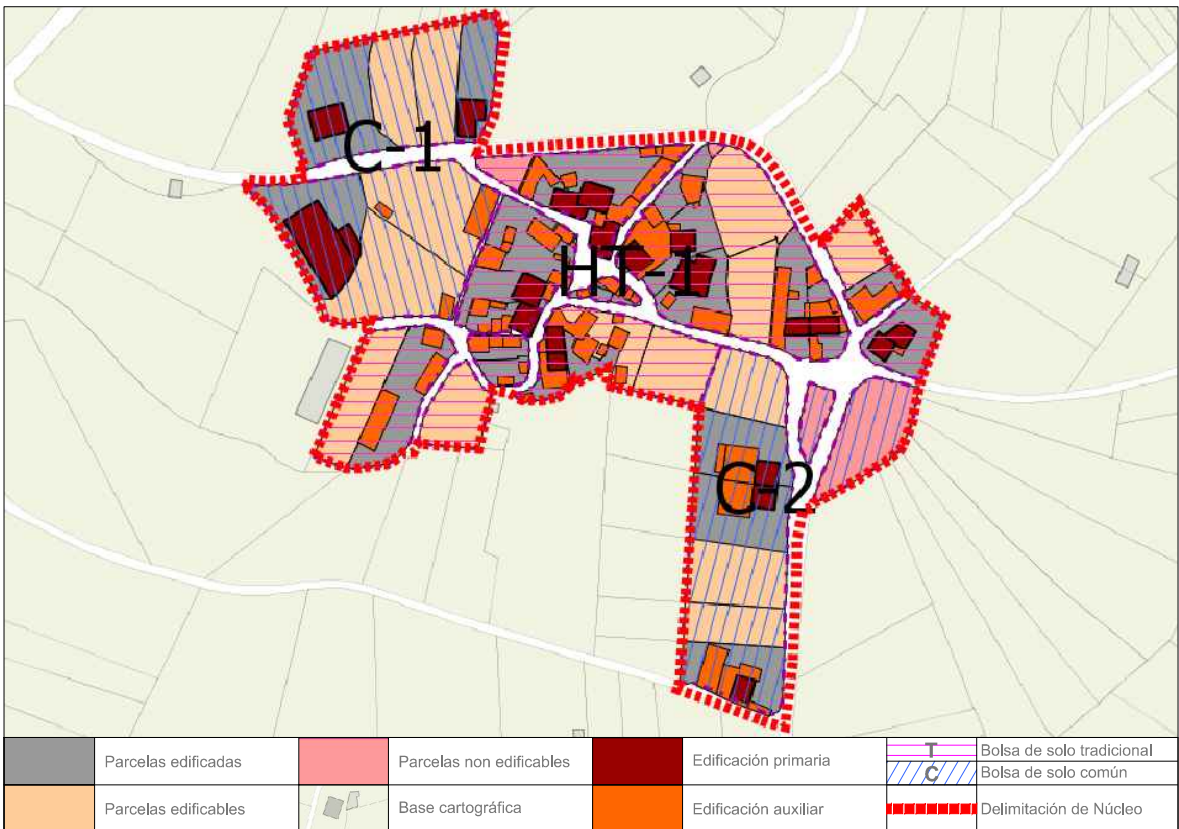 C-1
HT-1
C-2
Parcelas edificadas
Parcelas non edificables
Edificación primaria
T
Bolsa de solo tradicional
C
Bolsa de solo común
Parcelas edificables
Base cartográfica
Edificación auxiliar
Delimitación de Núcleo